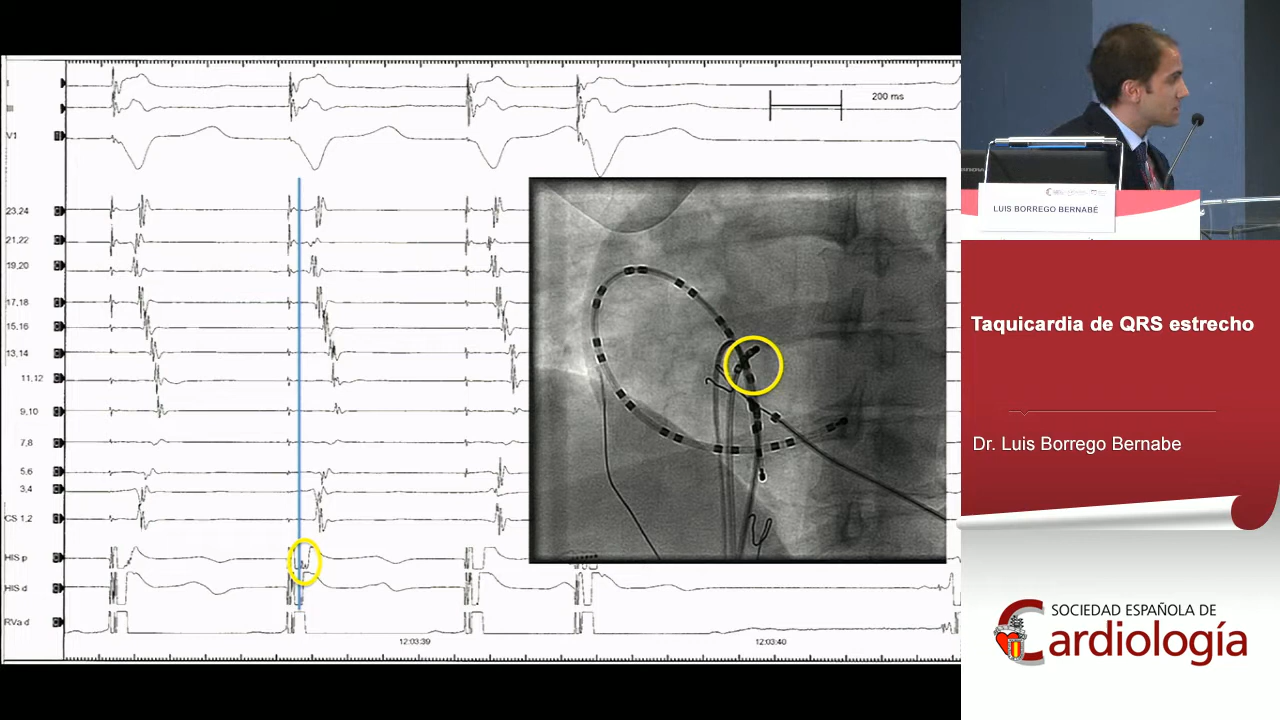 I
III
V1
200 ms
23,24
21,22
19,20
17,18
15,16
13,14
11,12
9,10
7,8
5,6
3,4
CS 1,2
HIS p
HIS d
RVa d
12:03:39
12:03:40
LUIS BORREGO BERNABÉ
Taquicardia de QRS estrecho
Dr. Luis Borrego Bernabe
SOCIEDAD ESPAÑOLA DE
Cardiología